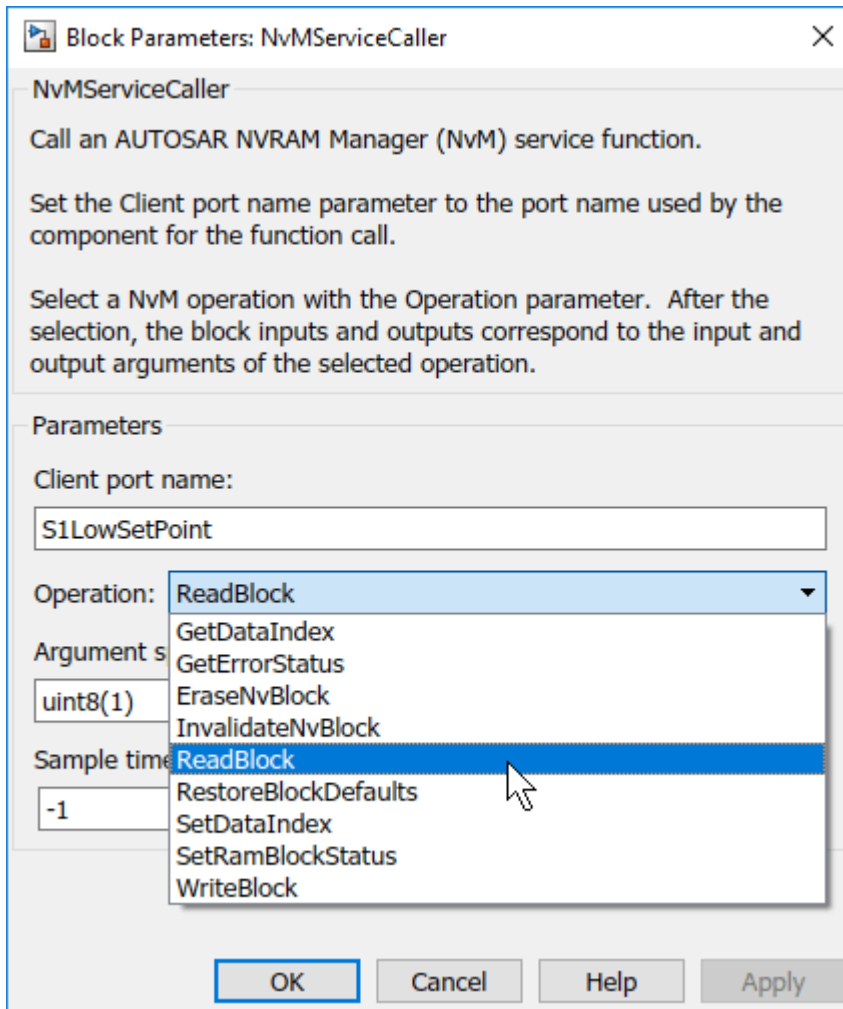 Block Parameters: NvMServiceCaller
NvMServiceCaller
Call an AUTOSAR NVRAM Manager (NvM) service function.
Set the Client port name parameter to the port name used by the
component for the function call.
Select a NvM operation with the Operation parameter.  After the
selection, the block inputs and outputs correspond to the input and
output arguments of the selected operation.
Parameters
Client port name:
S1LowSetPoint
Operation: ReadBlock
GetDataIndex
Argument
GetErrorStatus
EraseNvBlock
uint8(1)
InvalidateNvBlock
Sample time ReadBlock
RestoreBlockDefaults
-1
SetDataIndex
SetRamBlockStatus
WriteBlock
OK Cancel Help Apply